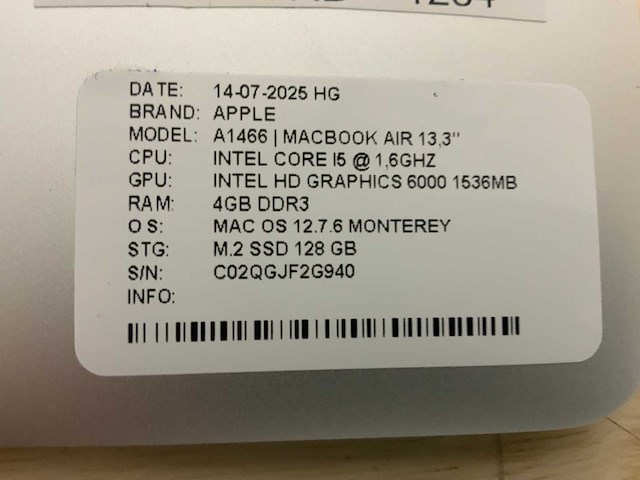 DATE: 14-07-2025 HG
BRAND: APPLE
MODEL: A1466 | MACBOOK AIR 13,3"
CPU: INTEL CORE I5 @ 1,6GHZ
GPU: INTEL HD GRAPHICS 6000 1536MB
RAM: 4GB DDR3
O S: MAC OS 12.7.6 MONTEREY
STG: M.2 SSD 128 GB
S/N: C02QGJF2G940
INFO: